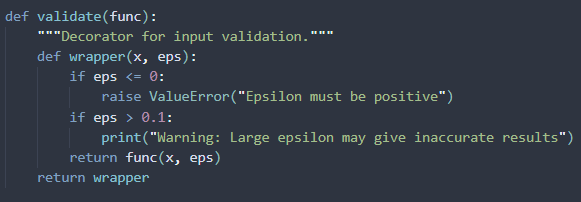 def validate(func):
    """Decorator for input validation."""
    def wrapper(x, eps):
        if eps <= 0:
            raise ValueError("Epsilon must be positive")
        if eps > 0.1:
            print("Warning: Large epsilon may give inaccurate results")
        return func(x, eps)
    return wrapper